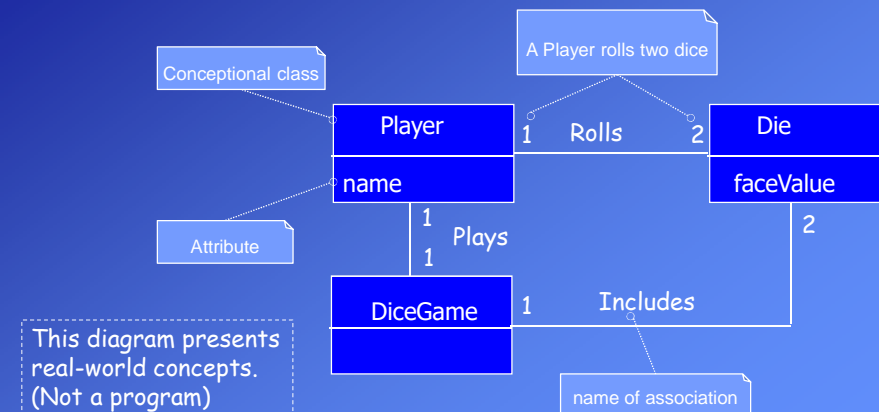 A Player rolls two dice
Conceptional class
Player
1 Rolls 2
Die
name
faceValue
Attribute
1
Plays
1
2
DiceGame
1 Includes
This diagram presents
real-world concepts.
(Not a program)
name of association